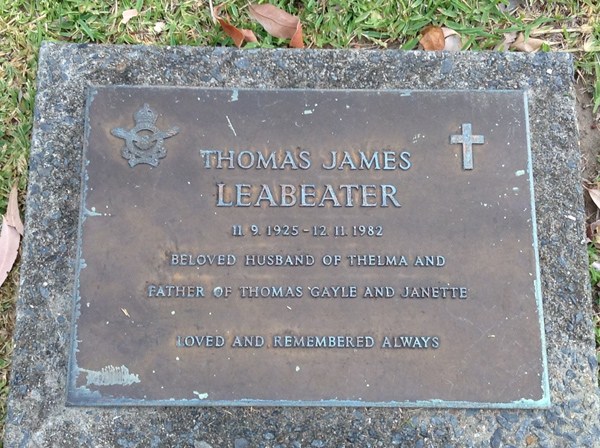 THOMAS JAMES
LEABEATER
11. 9. 1925 - 12. 11. 1982
BELOVED HUSBAND OF THELMA AND
FATHER OF THOMAS GAYLE AND JANETTE
LOVED AND REMEMBERED ALWAYS